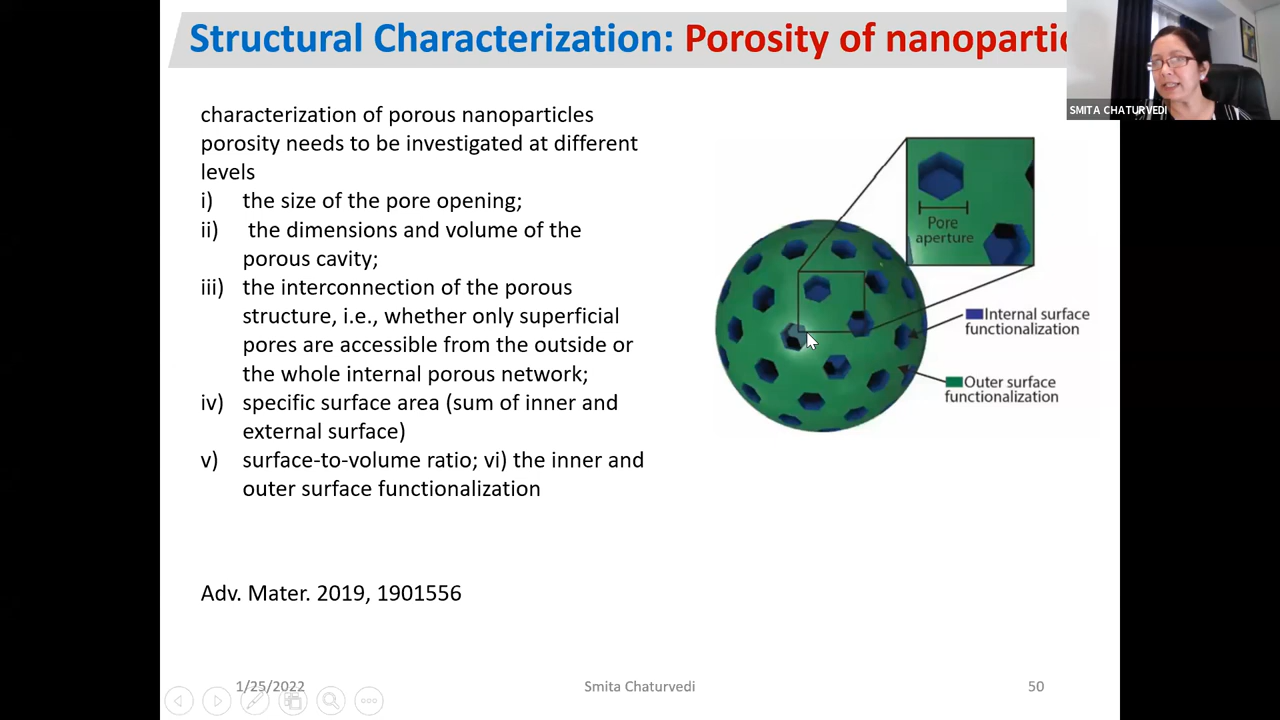 Structural Characterization: Porosity of nanopartic
SMITA CHATURVEDI
characterization of porous nanoparticles
porosity needs to be investigated at different
levels
i) the size of the pore opening;
ii) the dimensions and volume of the
porous cavity;
iii) the interconnection of the porous
structure, i.e., whether only superficial
pores are accessible from the outside or
the whole internal porous network;
iv) specific surface area (sum of inner and
external surface)
v) surface-to-volume ratio; vi) the inner and
outer surface functionalization
Pore
aperture
Internal surface
functionalization
Outer surface
functionalization
Adv. Mater. 2019, 1901556
1/25/2022
Smita Chaturvedi
50